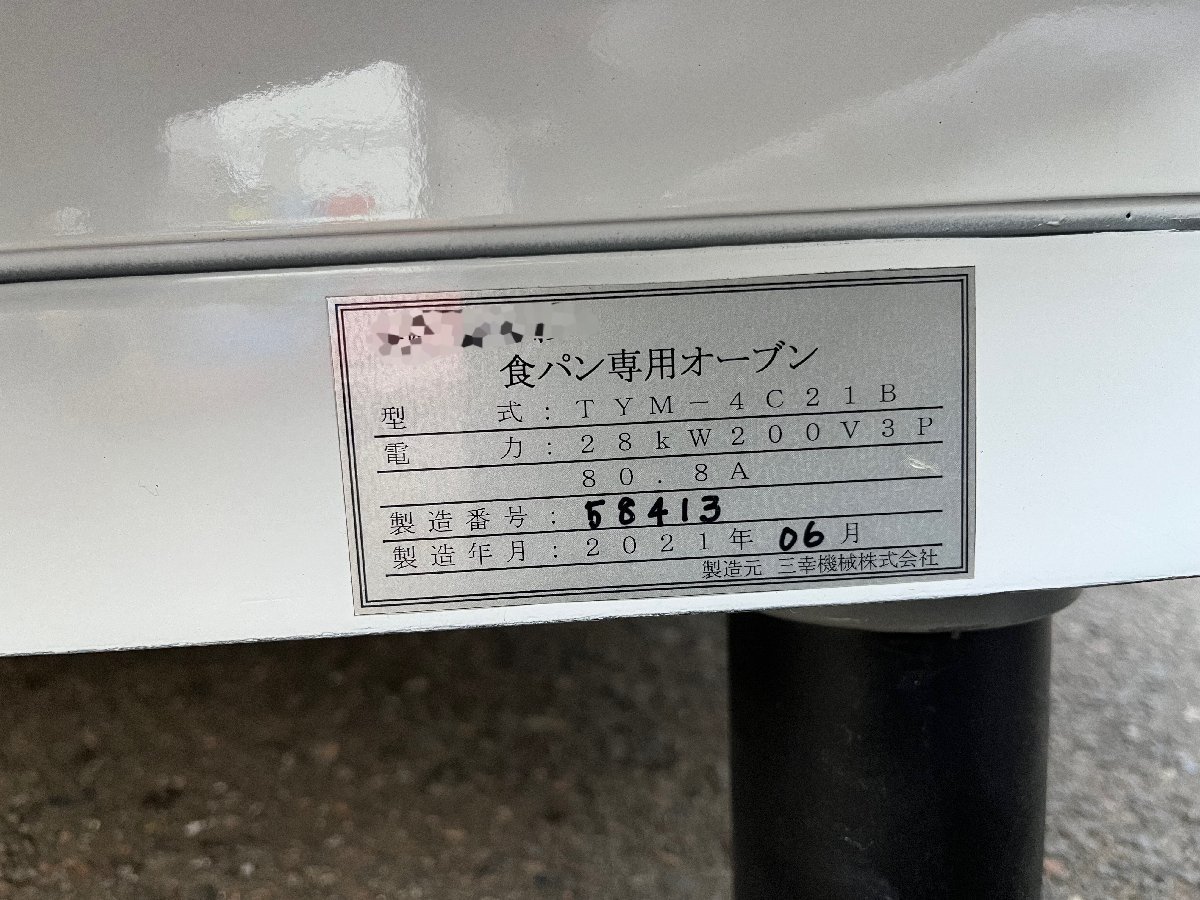 食パン専用オーブン
型式：TYM－4C21B
電力：28kW200V3P
80.8A
製造番号：58413
製造年月：2021年06月
製造元 三幸機械株式会社